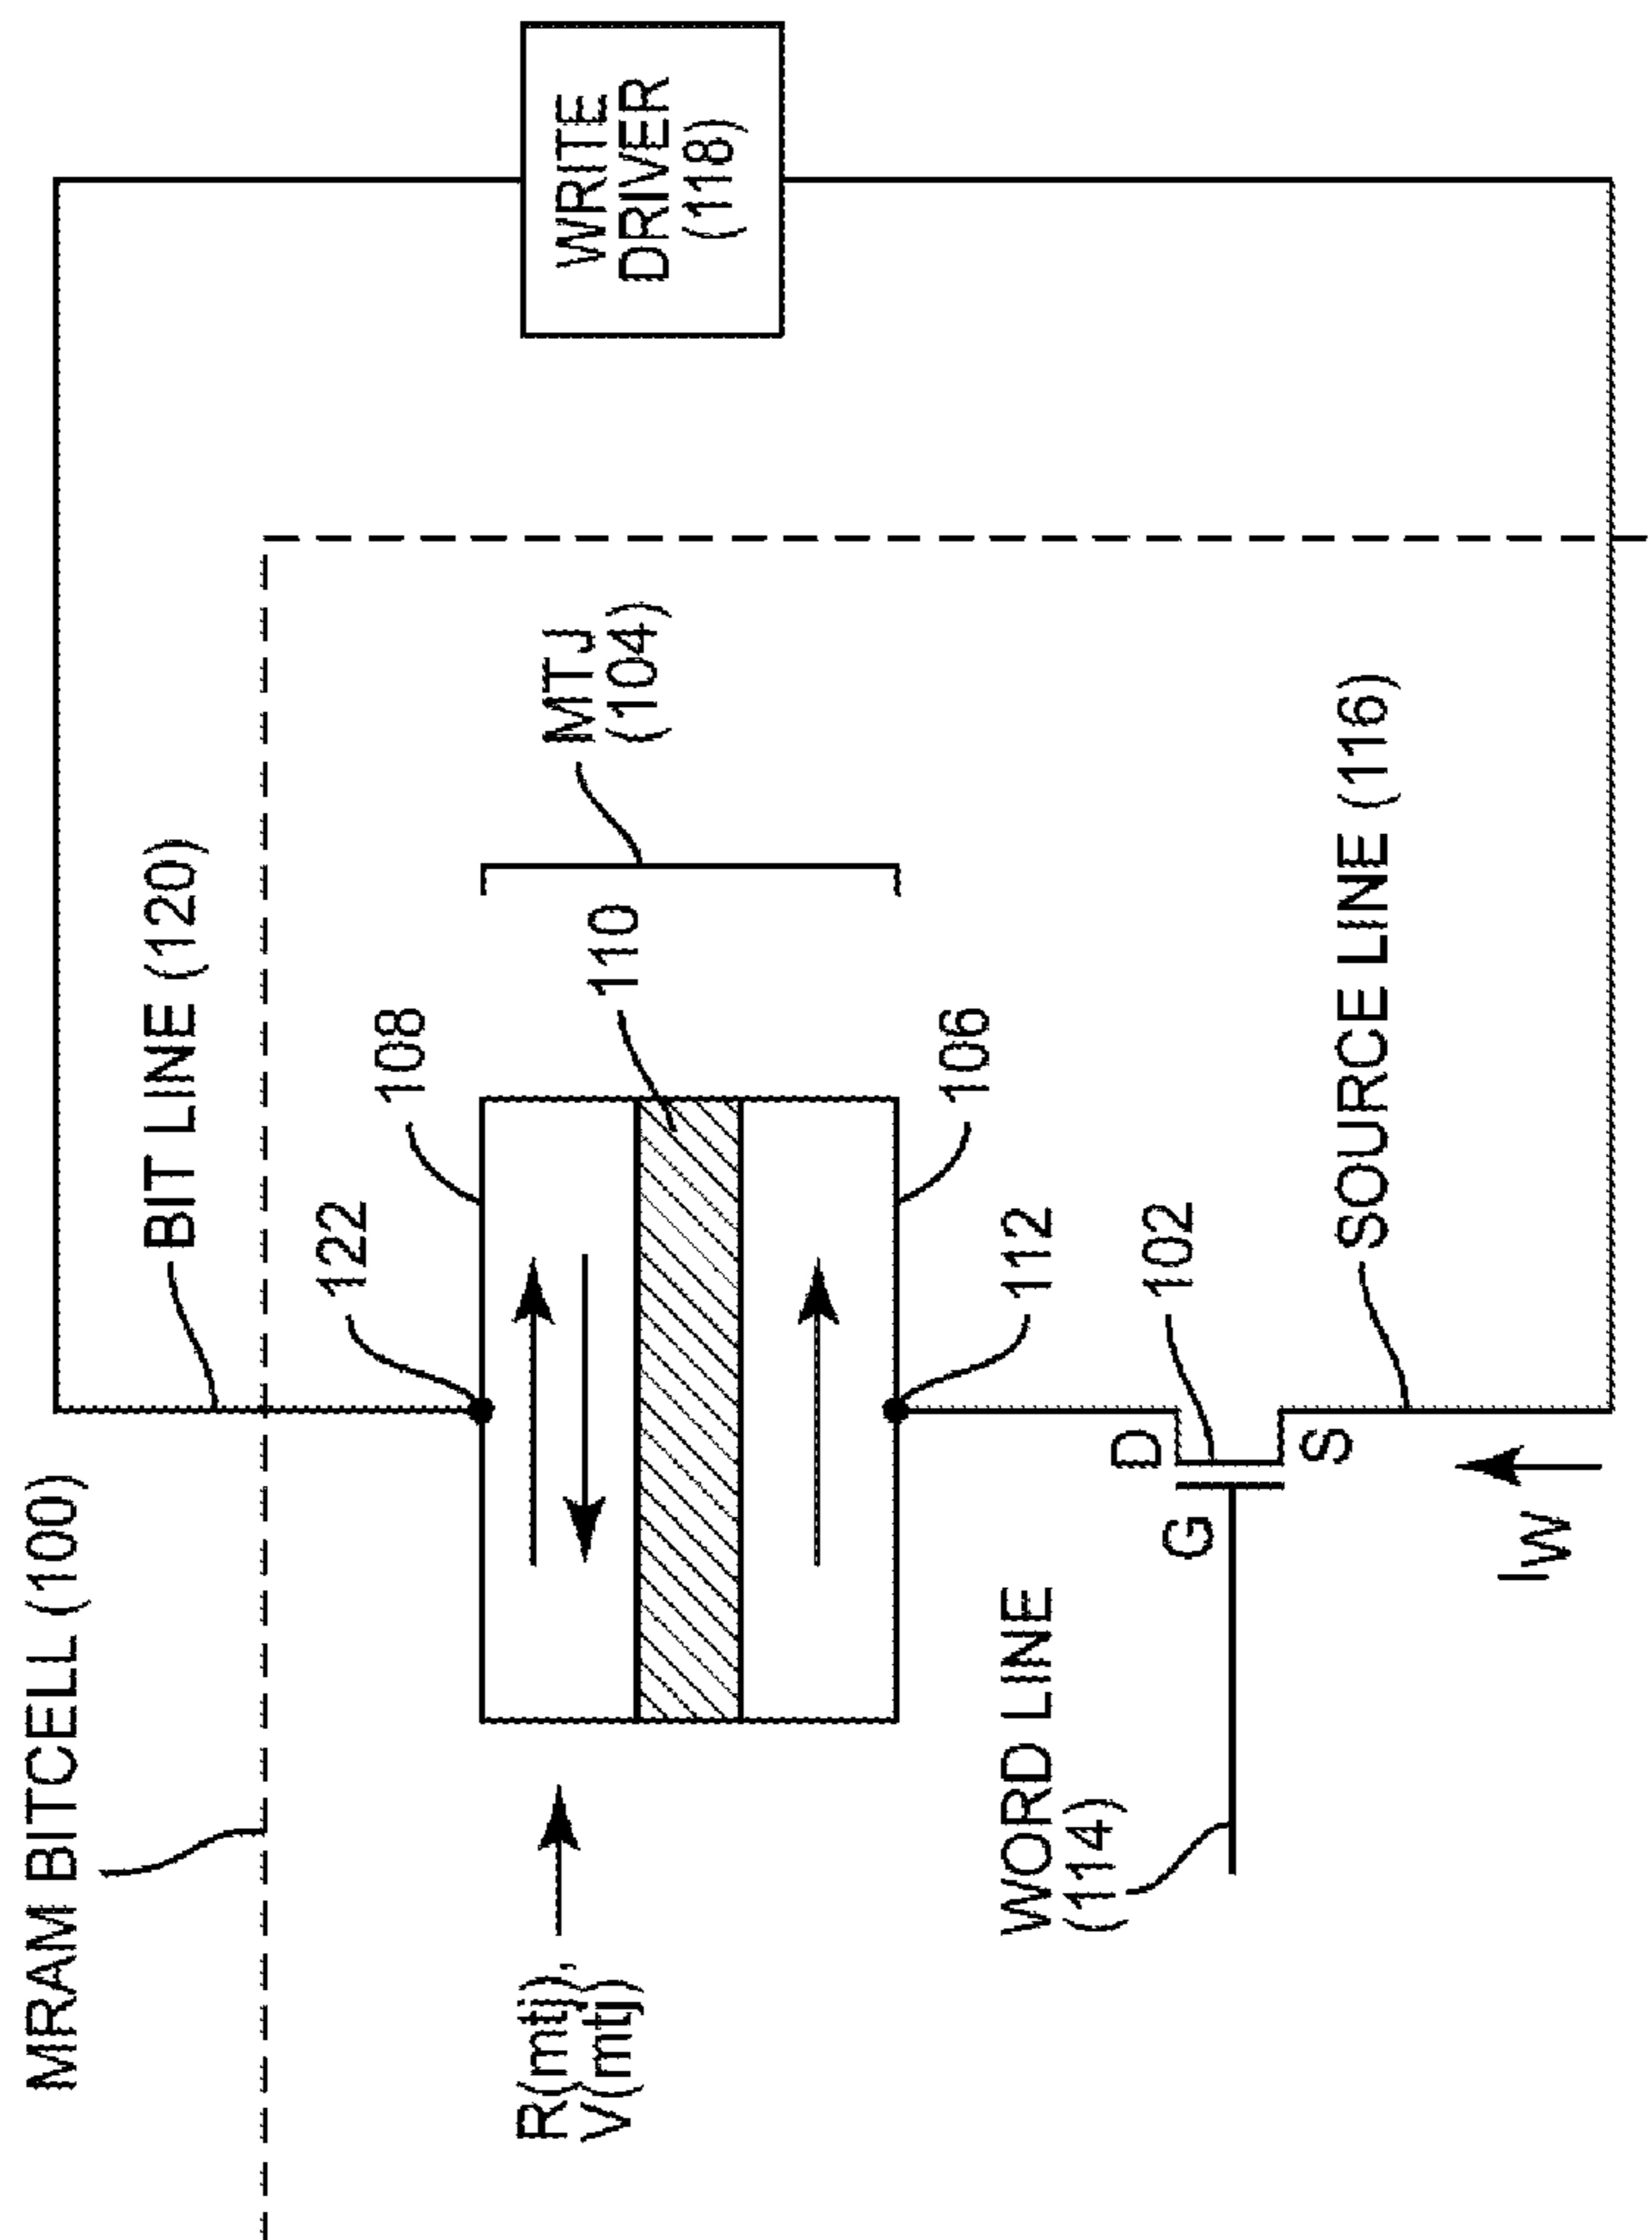 MRAM BITCELL (100)
BIT LINE (120)
122
108
R(mtj),
V(mtj)
110
MTJ
(104)
WRITE
DRIVER
(118)
106
112
WORD LINE
(114)
D
G
S
102
SOURCE LINE (116)
IW